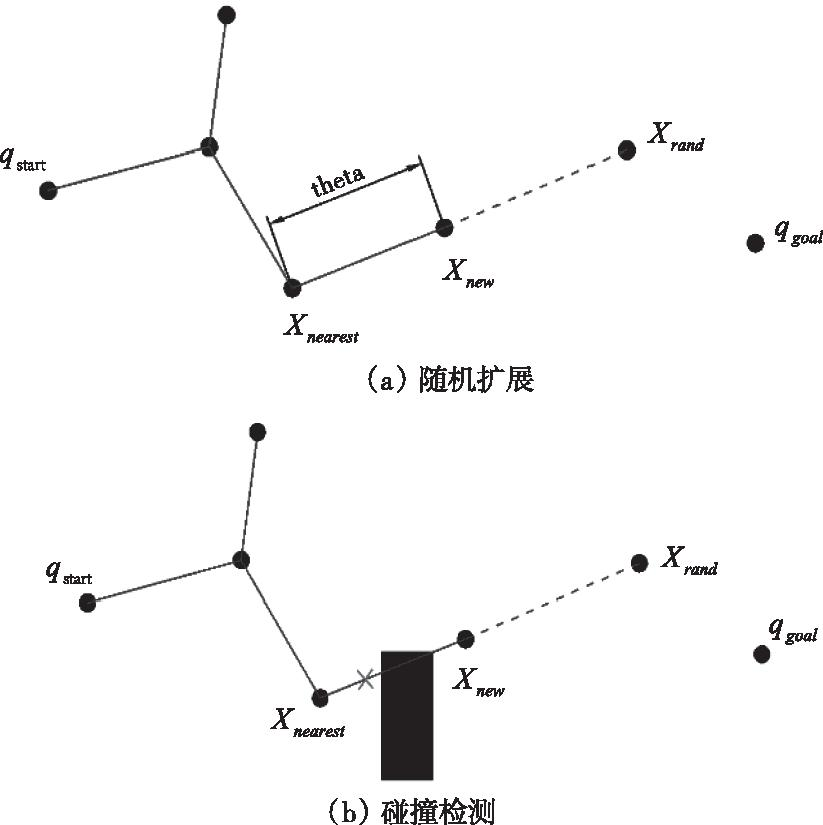 X_rand
q_start
theta
q_goal
X_new
X_nearest
(a) 随机扩展
q_start
X_rand
q_goal
X_new
X_nearest
(b) 碰撞检测